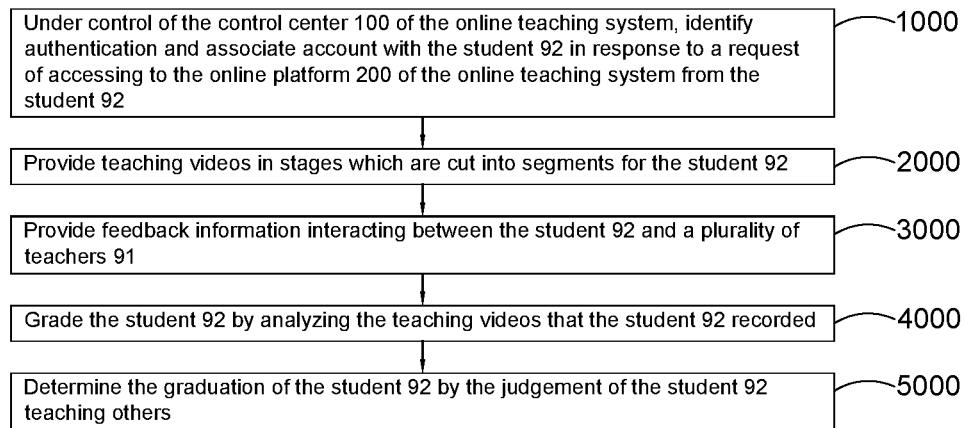 Under control of the control center 100 of the online teaching system, identify
authentication and associate account with the student 92 in response to a request
of accessing to the online platform 200 of the online teaching system from the
student 92
1000
Provide teaching videos in stages which are cut into segments for the student 92
2000
Provide feedback information interacting between the student 92 and a plurality of
teachers 91
3000
Grade the student 92 by analyzing the teaching videos that the student 92 recorded
4000
Determine the graduation of the student 92 by the judgement of the student 92
teaching others
5000